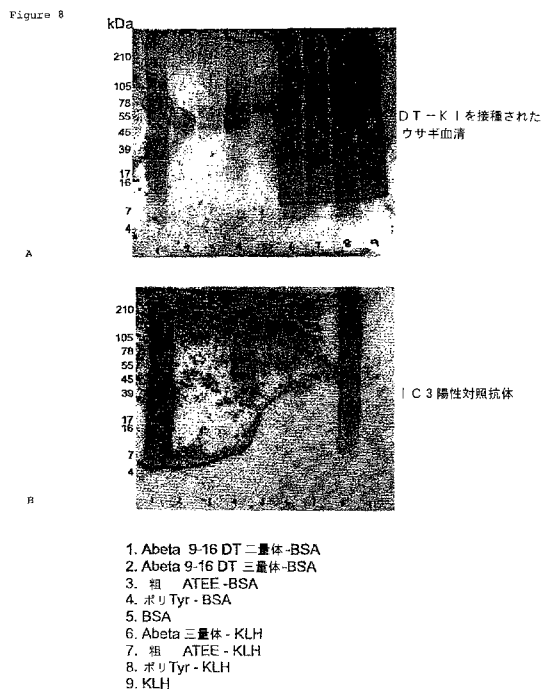 Figure 8
kDa
210
105
78
55
45
39
17
16
7
4
DT-KIを接種された
ウサギ血清
A
8 9
210
105
78
55
45
39
17
16
7
4
1C3陽性対照抗体
B
1. Abeta 9-16 DT 二量体-BSA
2. Abeta 9-16 DT 三量体-BSA
3. 粗 ATEE-BSA
4. ポリTyr - BSA
5. BSA
6. Abeta 三量体 - KLH
7. 粗 ATEE - KLH
8. ポリTyr - KLH
9. KLH